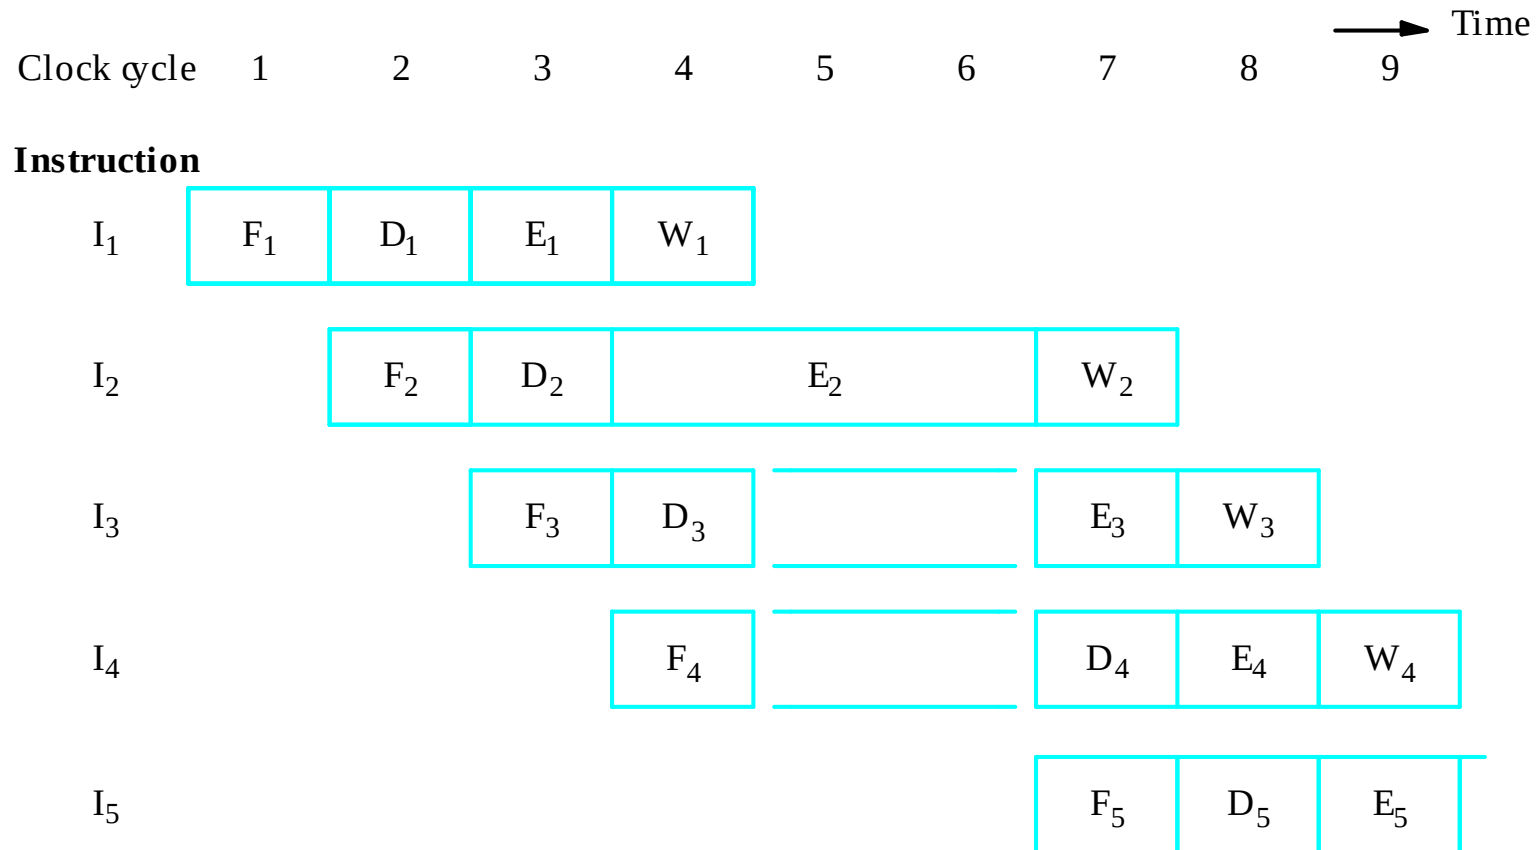 Time
Clock cycle 1 2 3 4 5 6 7 8 9
Instruction
I1 F1 D1 E1 W1
I2 F2 D2 E2 W2
I3 F3 D3 E3 W3
I4 F4 D4 E4 W4
I5 F5 D5 E5